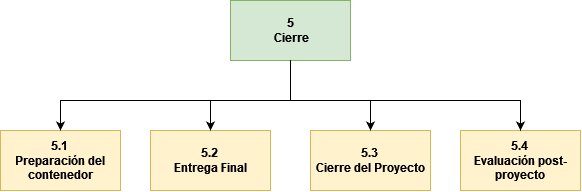 5
Cierre
5.1
Preparación del
contenedor
5.2
Entrega Final
5.3
Cierre del Proyecto
5.4
Evaluación post-
proyecto